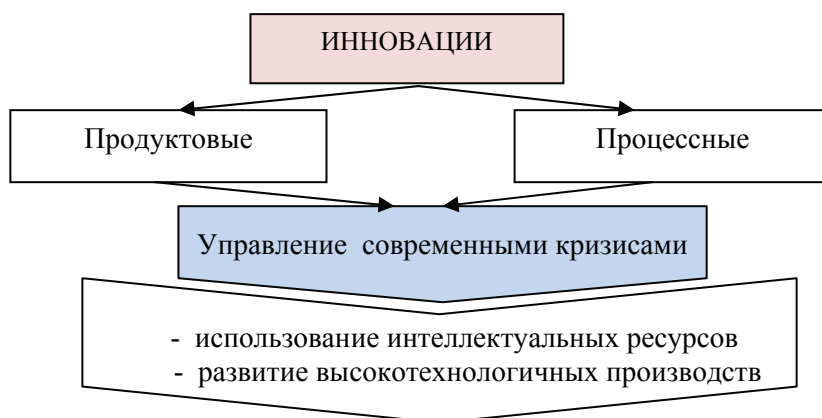 ИННОВАЦИИ
Продуктовые
Процессные
Управление современными кризисами
- использование интеллектуальных ресурсов
- развитие высокотехнологичных производств